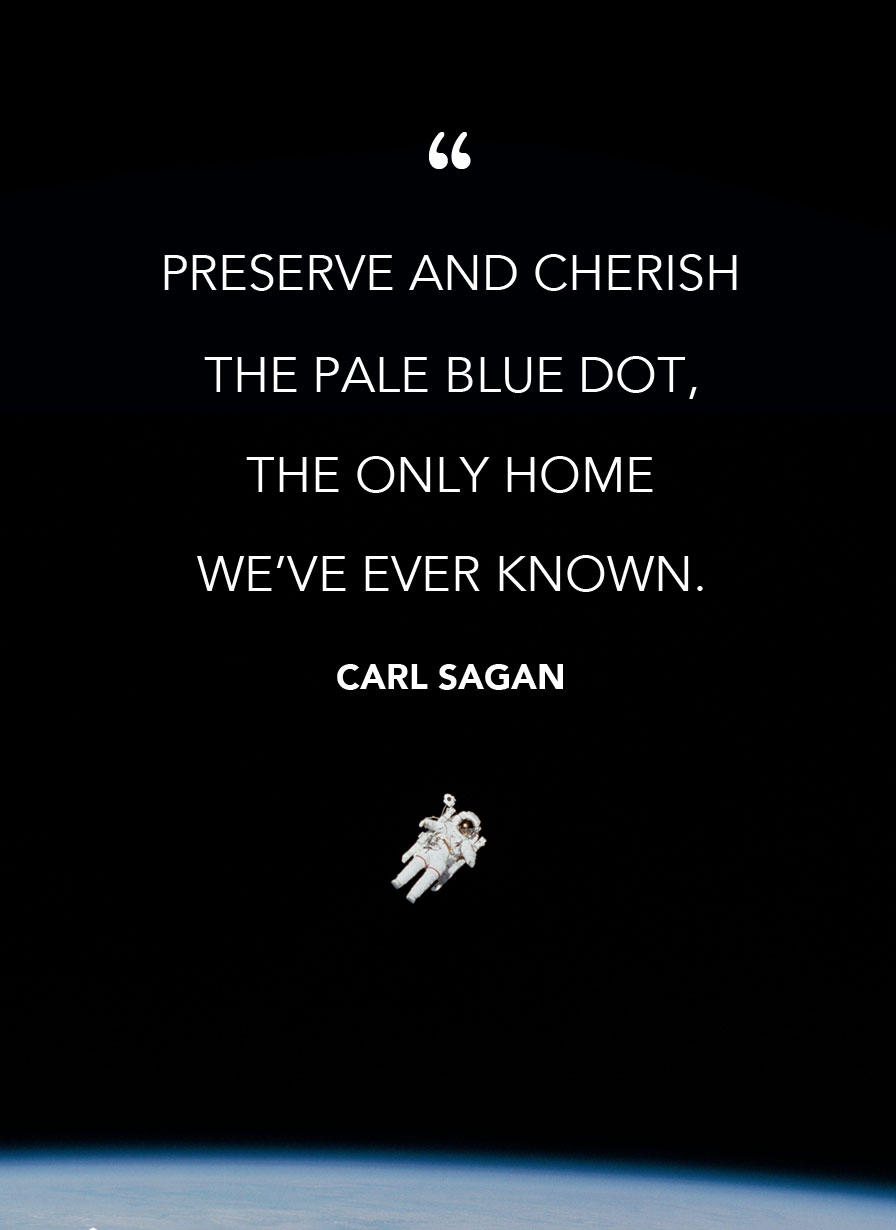 “
PRESERVE AND CHERISH
THE PALE BLUE DOT,
THE ONLY HOME
WE’VE EVER KNOWN.
CARL SAGAN